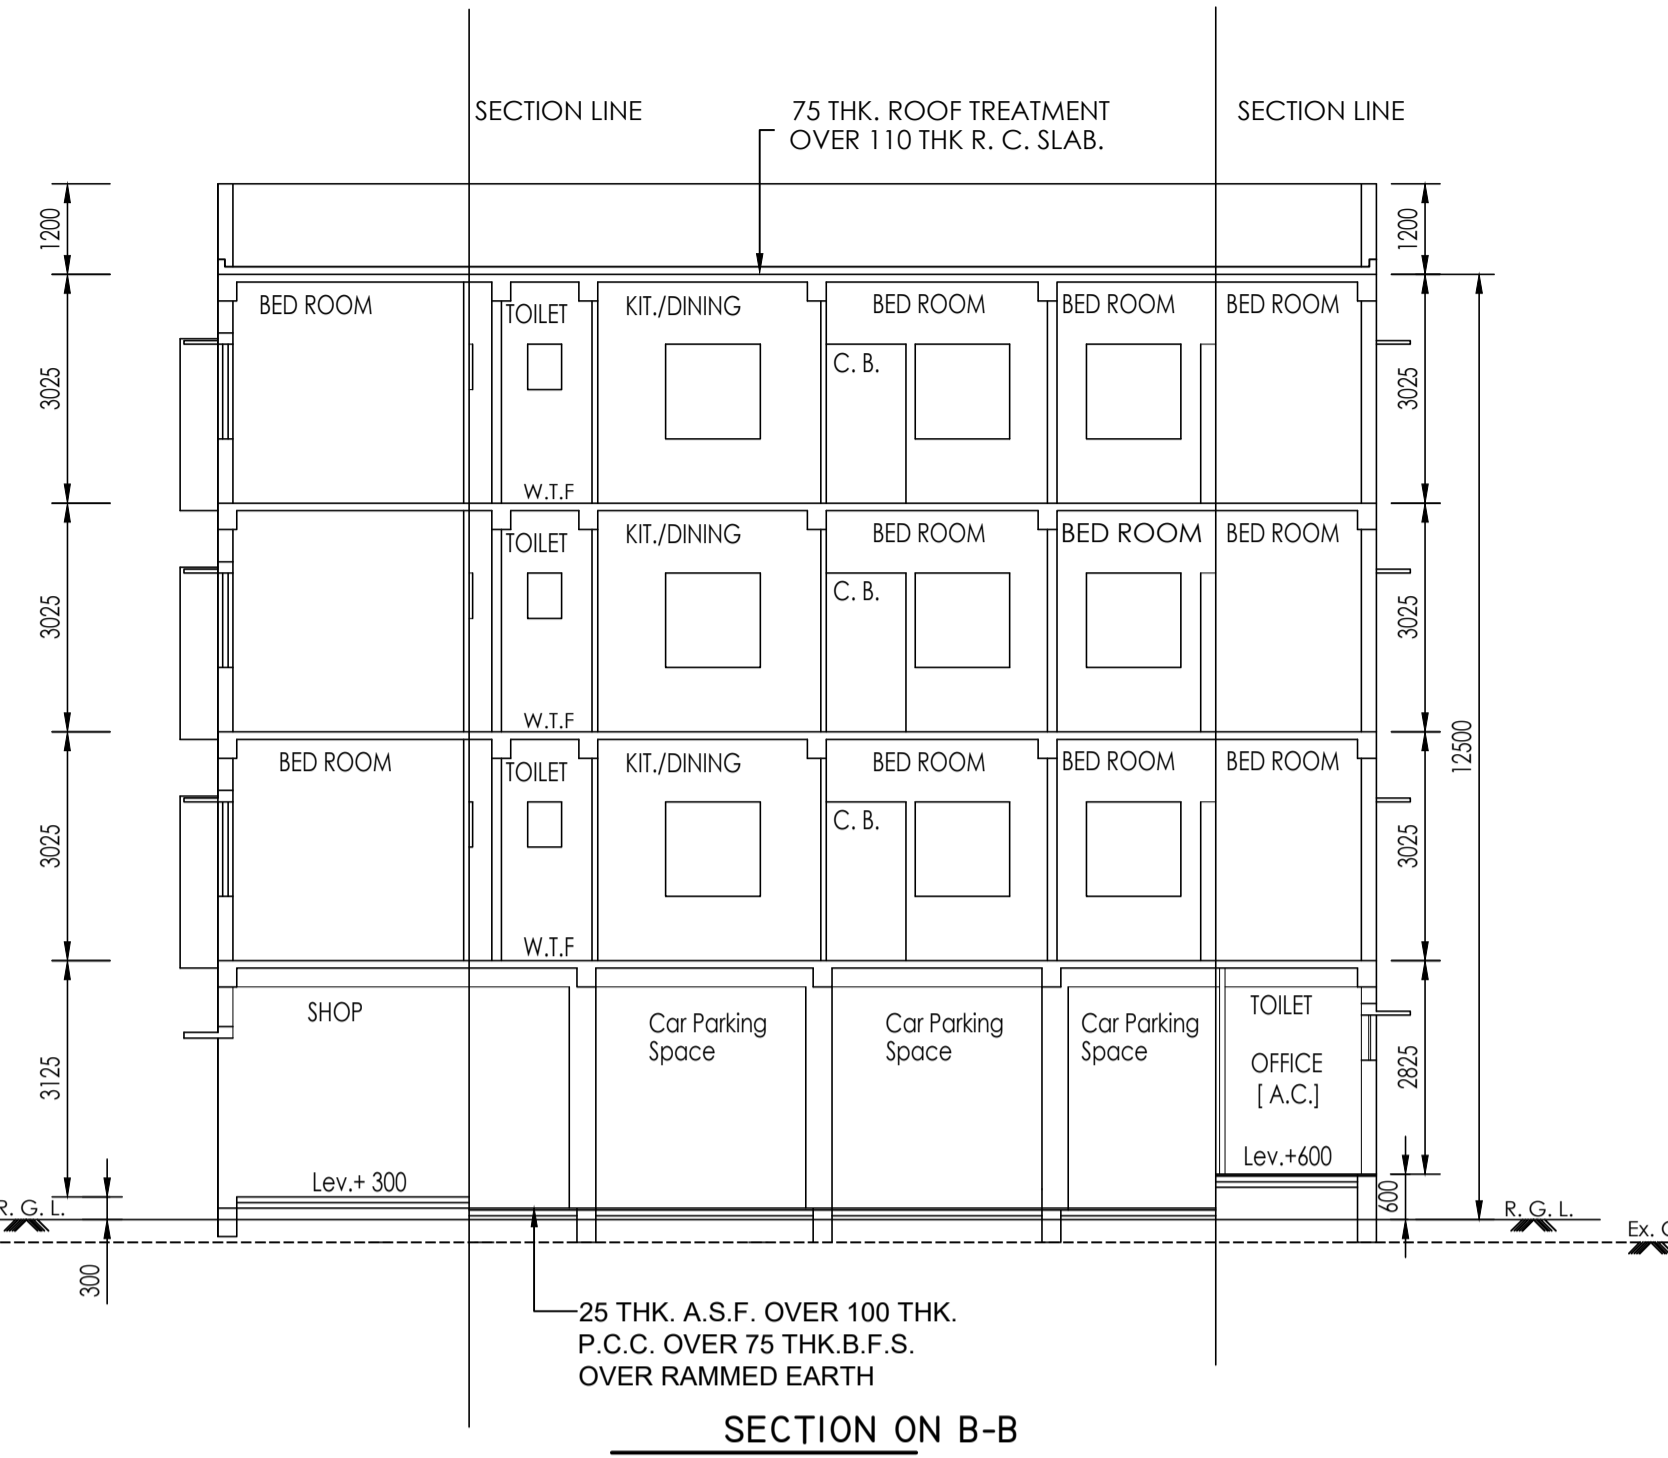 SECTION LINE
75 THK. ROOF TREATMENT
OVER 110 THK R. C. SLAB.
SECTION LINE
1200
1200
BED ROOM
TOILET
KIT./DINING
BED ROOM
BED ROOM
BED ROOM
C. B.
3025
3025
W.T.F
TOILET
KIT./DINING
BED ROOM
BED ROOM
BED ROOM
C. B.
3025
3025
W.T.F
12500
BED ROOM
TOILET
KIT./DINING
BED ROOM
BED ROOM
BED ROOM
C. B.
3025
3025
W.T.F
SHOP
Car Parking
Space
Car Parking
Space
Car Parking
Space
TOILET
OFFICE
[ A.C.]
3125
2825
Lev.+ 300
Lev.+600
600
R. G. L.
R. G. L.
Ex.
300
25 THK. A.S.F. OVER 100 THK.
P.C.C. OVER 75 THK.B.F.S.
OVER RAMMED EARTH
SECTION ON B-B